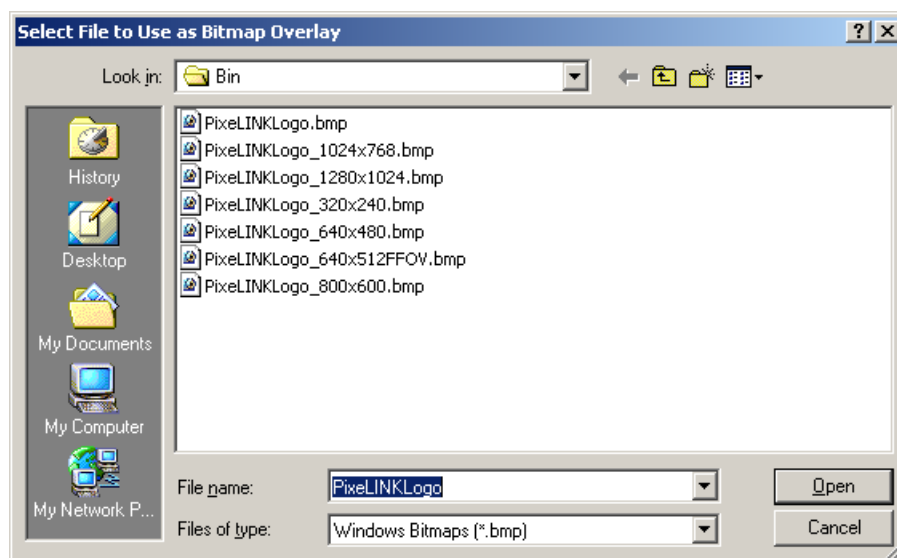 Select File to Use as Bitmap Overlay
Look in: Bin
History
Desktop
My Documents
My Computer
My Network P...
PixeLINKLogo.bmp
PixeLINKLogo_1024x768.bmp
PixeLINKLogo_1280x1024.bmp
PixeLINKLogo_320x240.bmp
PixeLINKLogo_640x480.bmp
PixeLINKLogo_640x512FFOV.bmp
PixeLINKLogo_800x600.bmp
File name: PixeLINKLogo Open
Files of type: Windows Bitmaps (*.bmp) Cancel